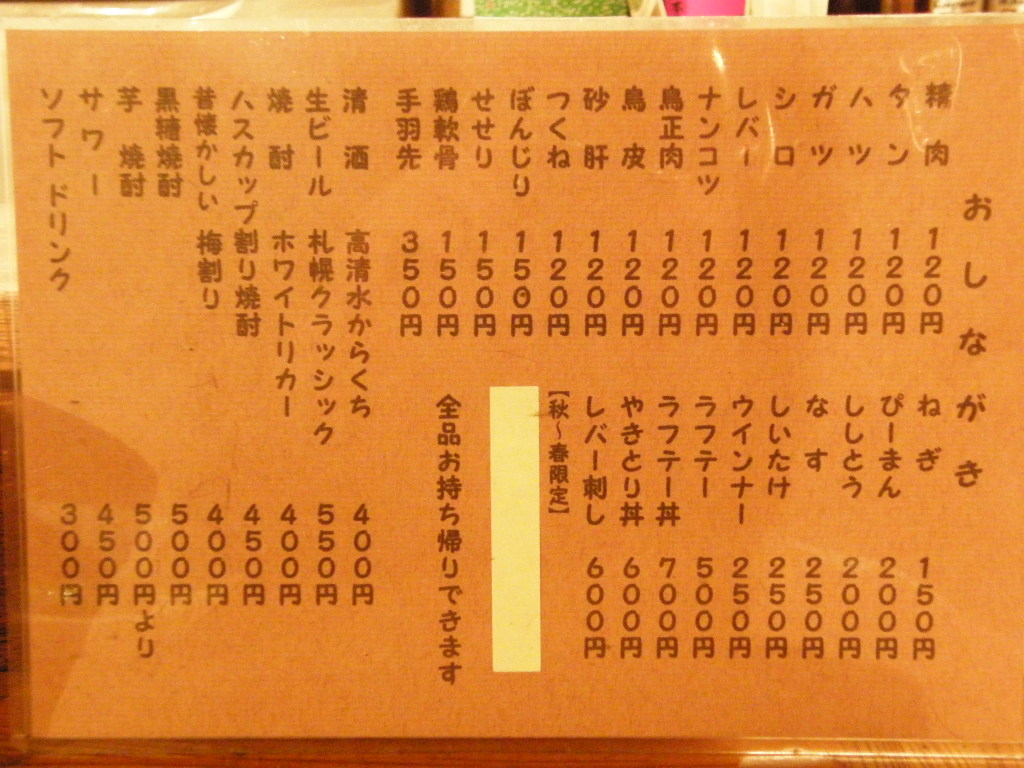 おしながき
精肉 120円
タン 120円
ハツ 120円
ガツ 120円
シロ 120円
レバー 120円
ナンコツ 120円
鳥正肉 120円
鳥皮 120円
砂肝 120円
つくね 120円
ぼんじり 150円
せせり 150円
鶏軟骨 150円
手羽先 350円
ねぎ 150円
ぴーまん 200円
ししとう 200円
なす 250円
しいたけ 250円
ウインナー 250円
ラフテー 500円
ラフテー丼 700円
やきとり丼 600円
レバー刺し 600円
【秋～春限定】
全品お持ち帰りできます
清酒 高清水からくち 400円
生ビール 札幌クラッシック 550円
焼酎 ホワイトリカー 400円
ハスカップ割り焼酎 450円
昔懐かしい 梅割り 400円
黒糖焼酎 500円
芋焼酎 500円より
サワー 450円
ソフトドリンク 300円